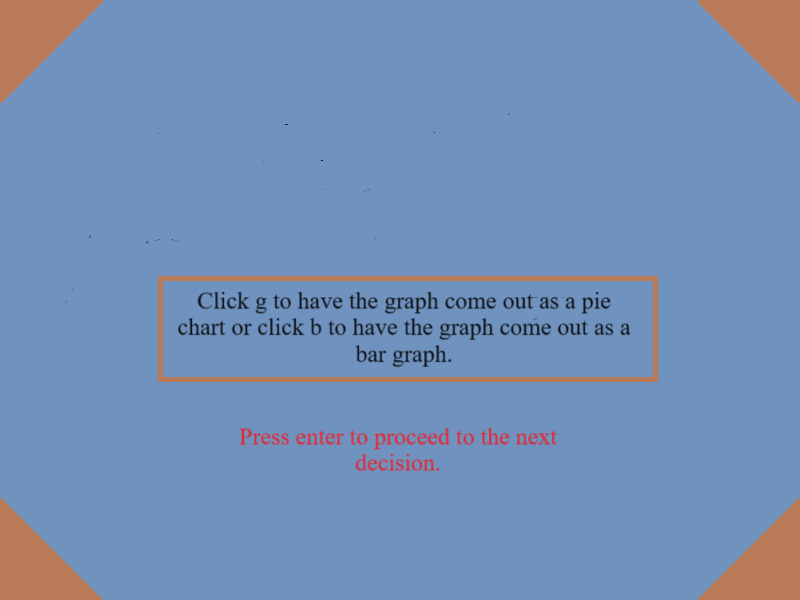 Click g to have the graph come out as a pie
chart or click b to have the graph come out as a
bar graph.
Press enter to proceed to the next
decision.